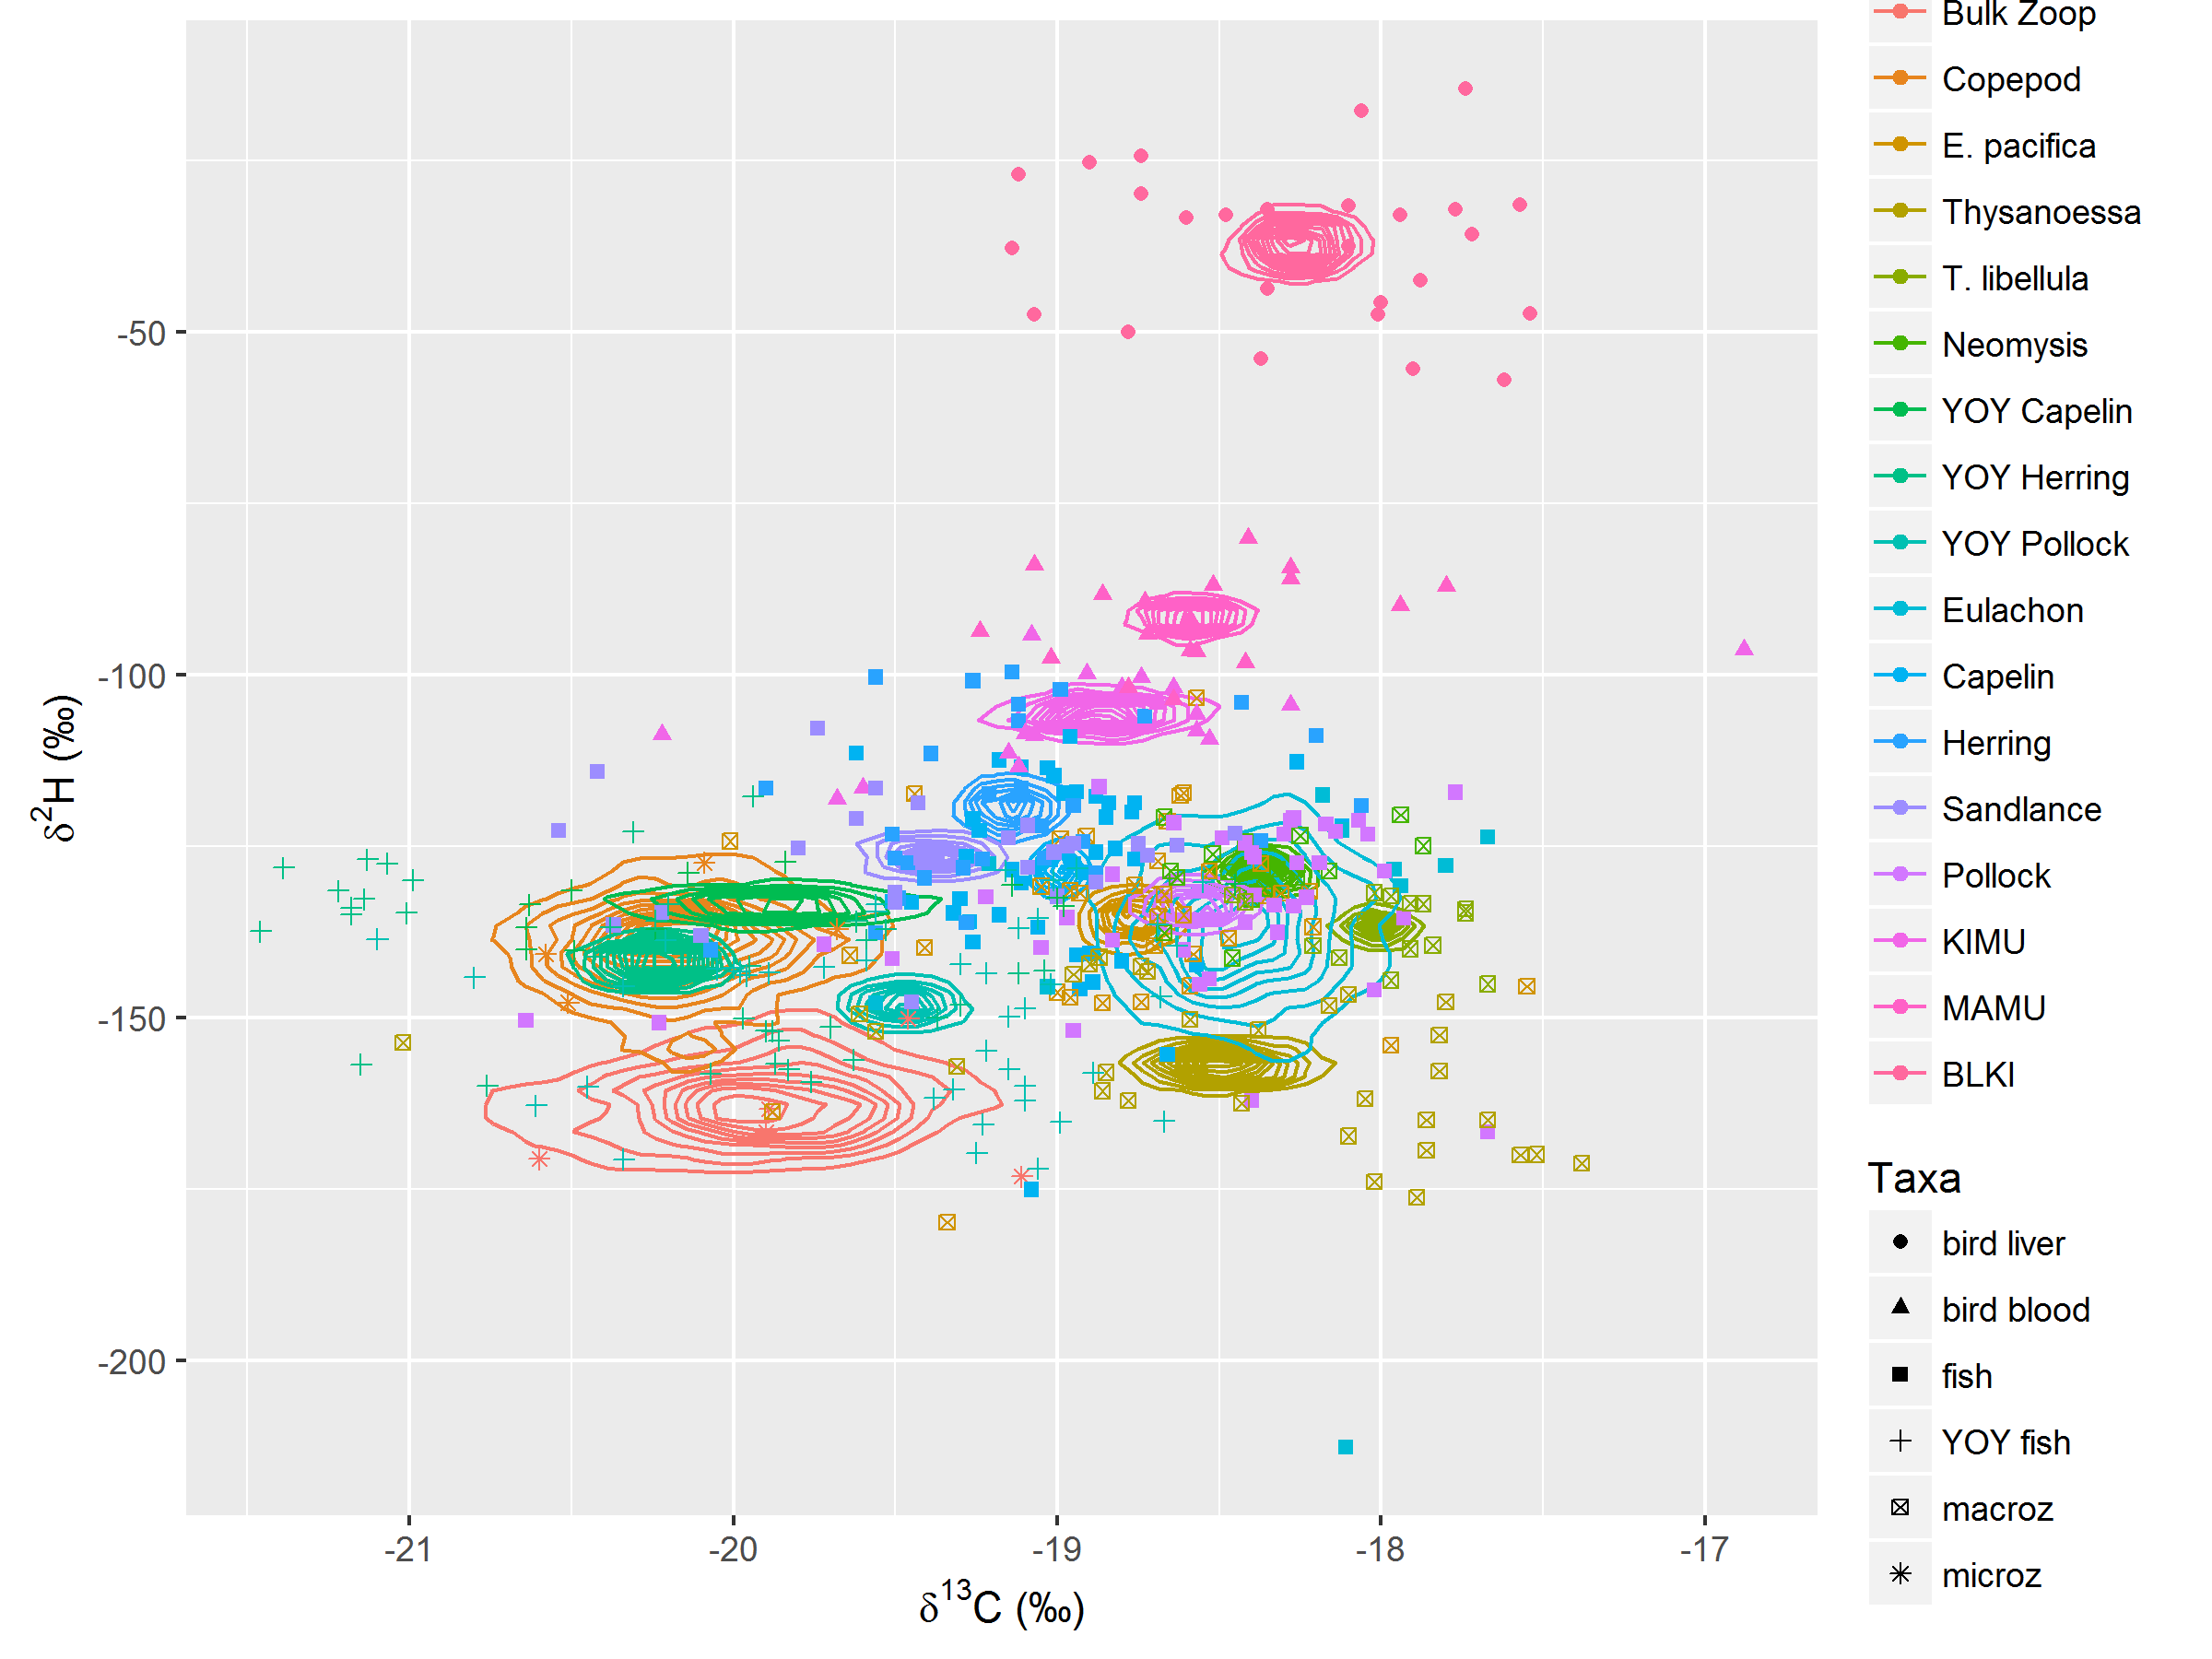 δ²H (‰)
-50
-100
-150
-200
-21
-20
-19
-18
-17
δ¹³C (‰)
Bulk Zoop
Copepod
E. pacifica
Thysanoessa
T. libellula
Neomysis
YOY Capelin
YOY Herring
YOY Pollock
Eulachon
Capelin
Herring
Sandlance
Pollock
KIMU
MAMU
BLKI
Taxa
bird liver
bird blood
fish
YOY fish
macroz
microz